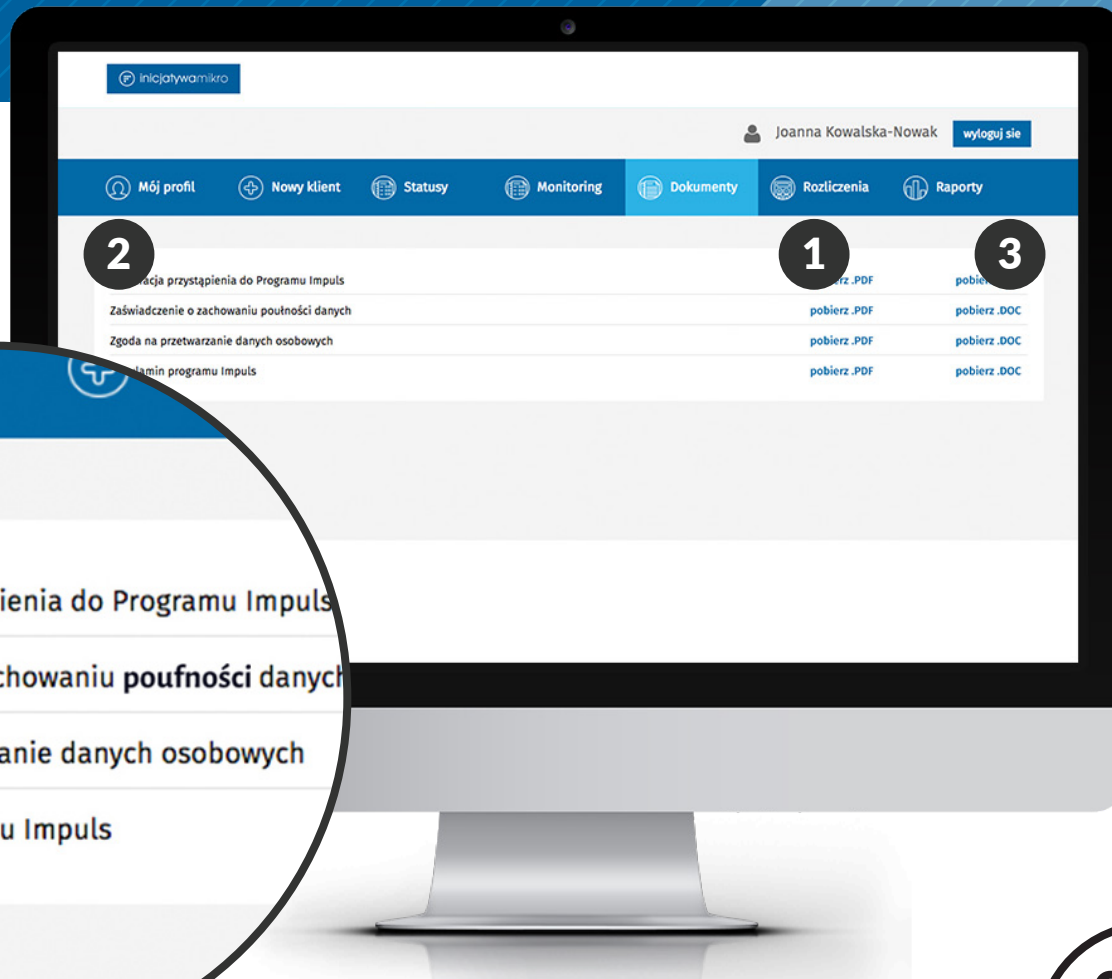 inicjatywamikro
Joanna Kowalska-Nowak wyloguj sie
Mój profil Nowy klient Statusy Monitoring Dokumenty Rozliczenia Raporty
2 1 3
przystąpienia do Programu Impuls .PDF
Zaświadczenie o zachowaniu poułności danych pobierz .PDF pobierz .DOC
Zgoda na przetwarzanie danych osobowych pobierz .PDF pobierz .DOC
programu Impuls pobierz .PDF pobierz .DOC
ienia do Programu Impuls
chowaniu poufności danych
anie danych osobowych
u Impuls